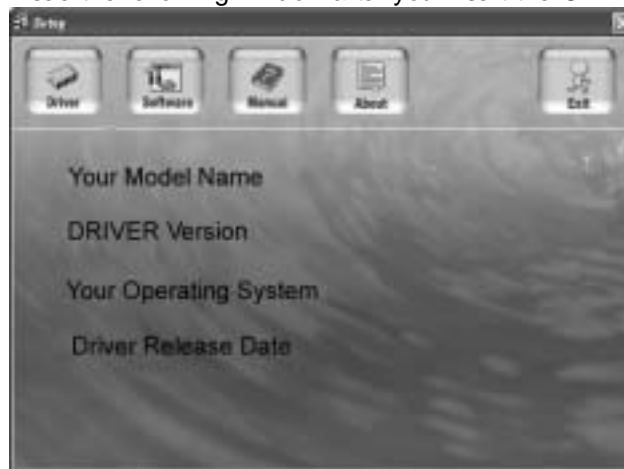 Setup
Driver Software Manual About Exit
Your Model Name
DRIVER Version
Your Operating System
Driver Release Date